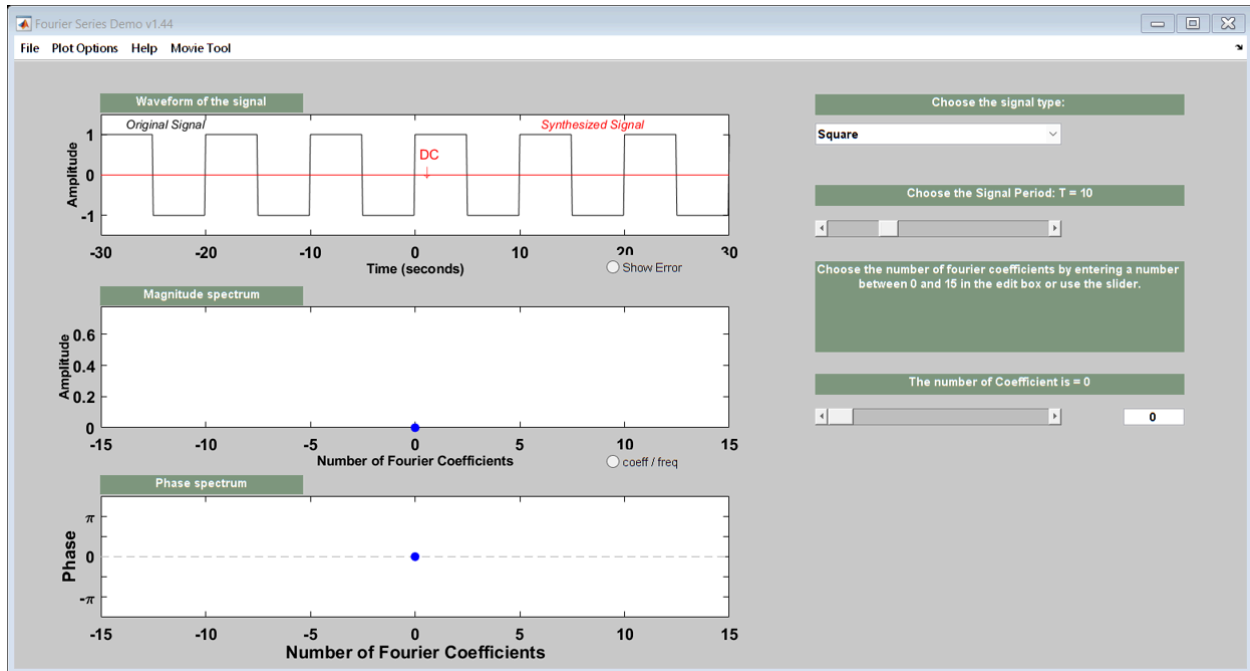 Fourier Series Demo v1.44
File Plot Options Help Movie Tool
Waveform of the signal
Original Signal
Synthesized Signal
DC
↓
Amplitude
1
0
-1
-30 -20 -10 0 10 20 30
Time (seconds)
Show Error
Magnitude spectrum
Amplitude
0.6
0.4
0.2
0
-15 -10 -5 0 5 10 15
Number of Fourier Coefficients
coeff / freq
Phase spectrum
Phase
π
0
-π
-15 -10 -5 0 5 10 15
Number of Fourier Coefficients
Choose the signal type:
Square
Choose the Signal Period: T = 10
Choose the number of fourier coefficients by entering a number
between 0 and 15 in the edit box or use the slider.
The number of Coefficient is = 0
0